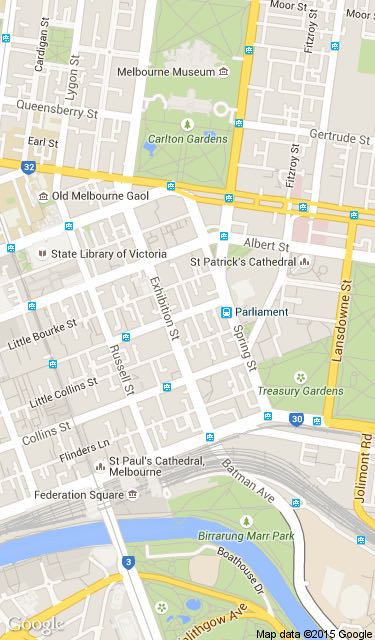 Moor St
Moor St
Cardigan St
Lygon St
Fitzroy St
Melbourne Museum
Queensberry St
Carlton Gardens
Gertrude St
Earl St
32
Fitzroy St
Old Melbourne Gaol
Albert St
State Library of Victoria
St Patrick's Cathedral
Lansdowne St
Exhibition St
Parliament
Little Bourke St
Spring St
Russell St
Little Collins St
Treasury Gardens
Collins St
30
Flinders Ln
Jolimont Rd
St Paul's Cathedral,
Melbourne
Batman Ave
Federation Square
Birrarung Marr Park
3
Boathouse Dr
Google
Linlithgow Ave
Map data ©2015 Google